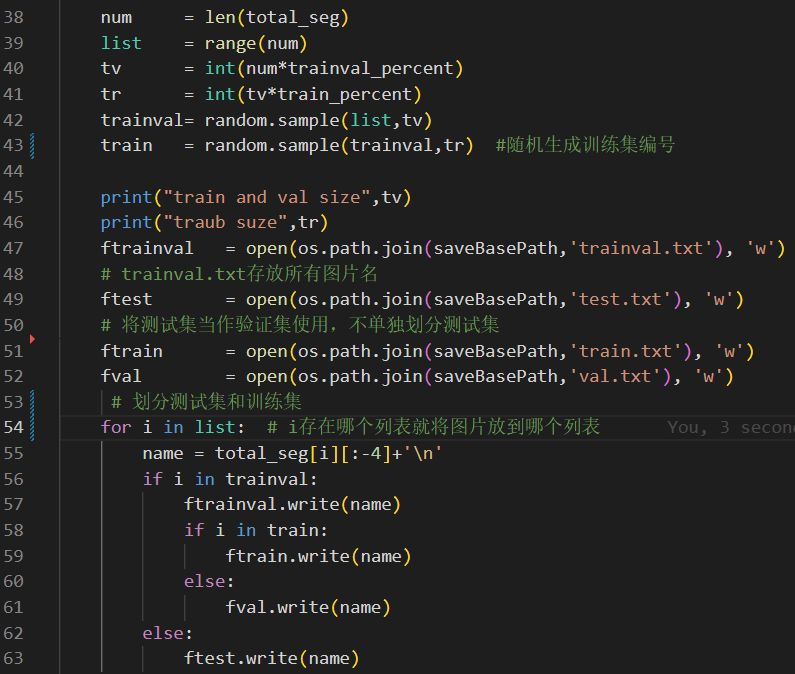 38 num     = len(total_seg)
39 list    = range(num)
40 tv      = int(num*trainval_percent)
41 tr      = int(tv*train_percent)
42 trainval= random.sample(list,tv)
43 train   = random.sample(trainval,tr)  #随机生成训练集编号
44
45 print("train and val size",tv)
46 print("traub suze",tr)
47 ftrainval   = open(os.path.join(saveBasePath,'trainval.txt'), 'w')
48 # trainval.txt存放所有图片名
49 ftest       = open(os.path.join(saveBasePath,'test.txt'), 'w')
50 # 将测试集当作验证集使用，不单独划分测试集
51 ftrain      = open(os.path.join(saveBasePath,'train.txt'), 'w')
52 fval        = open(os.path.join(saveBasePath,'val.txt'), 'w')
53  # 划分测试集和训练集
54 for i in list:  # i存在哪个列表就将图片放到哪个列表 You, 3 secon
55     name = total_seg[i][:-4]+'\n'
56     if i in trainval:
57         ftrainval.write(name)
58         if i in train:
59             ftrain.write(name)
60         else:
61             fval.write(name)
62     else:
63         ftest.write(name)